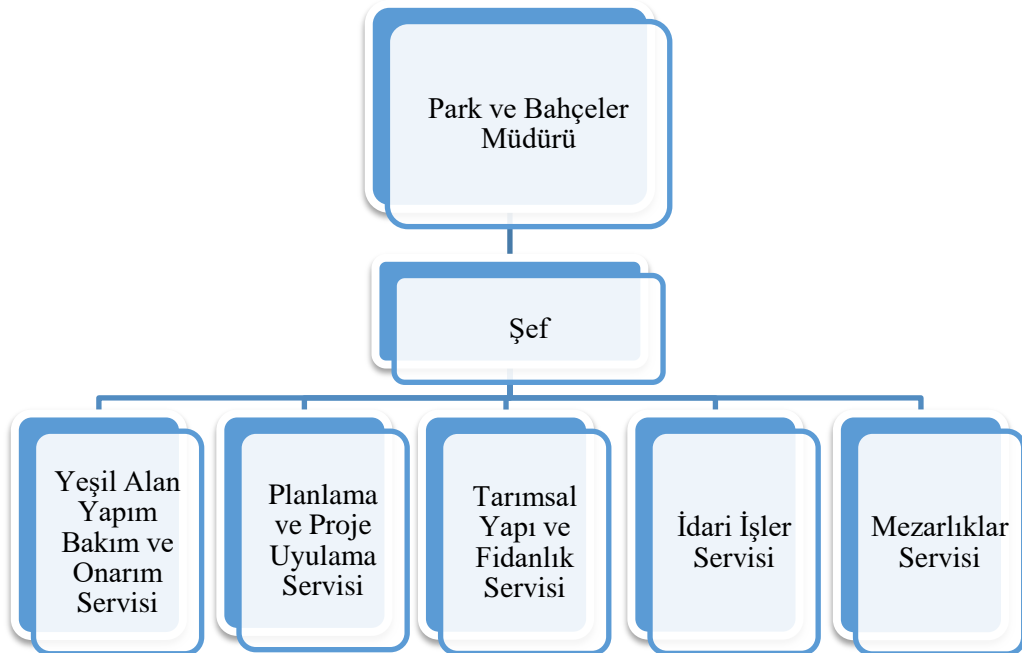 Park ve Bahçeler
Müdürü
Şef
Yeşil Alan
Yapım
Bakım ve
Onarım
Servisi
Planlama
ve Proje
Uyulama
Servisi
Tarımsal
Yapı ve
Fidanlık
Servisi
İdari İşler
Servisi
Mezarlıklar
Servisi